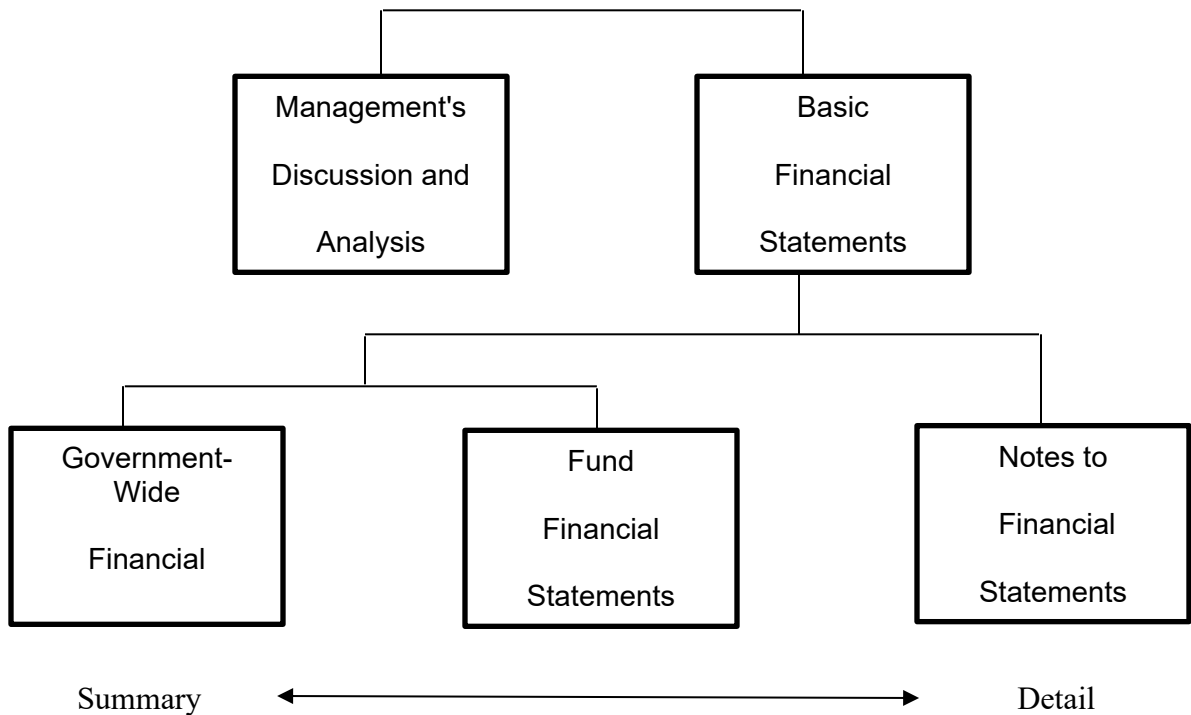 Management's
Discussion and
Analysis
Basic
Financial
Statements
Government-
Wide
Financial
Fund
Financial
Statements
Notes to
Financial
Statements
Summary
Detail